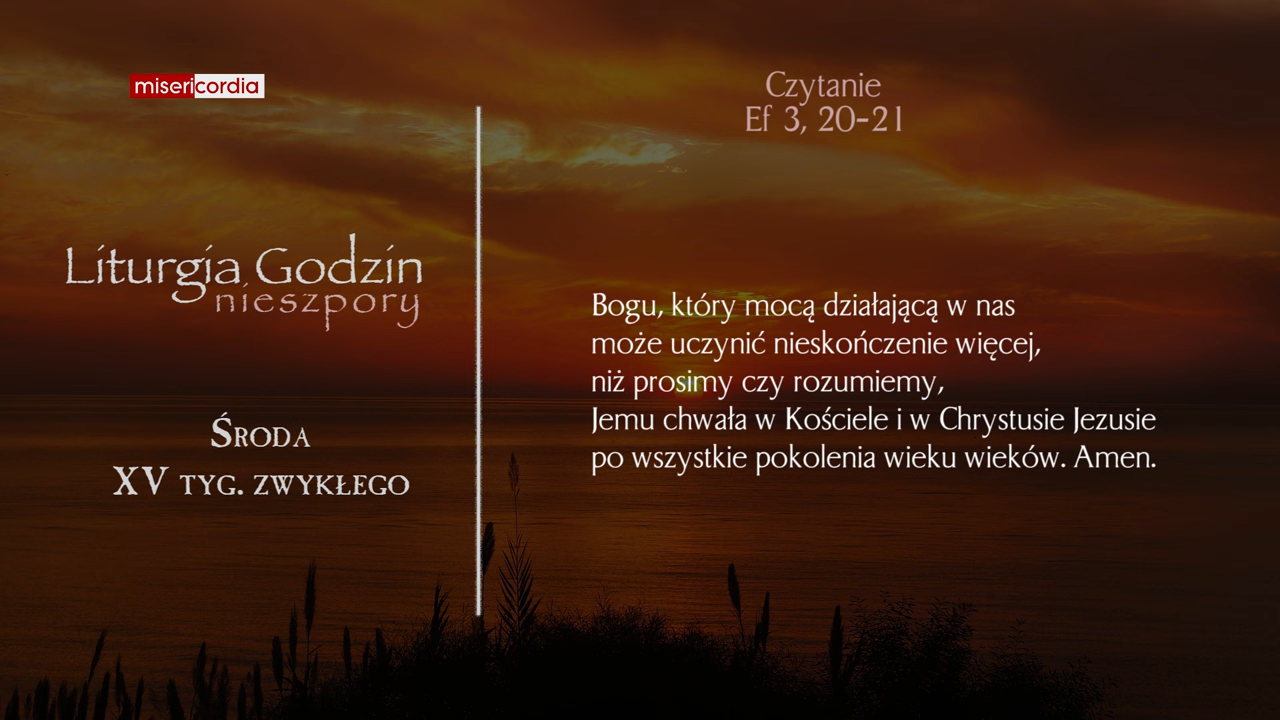 misericordia
Liturgia Godzin
nieszpory
Środa
XV tyg. zwykłego
Czytanie
Ef 3, 20-21
Bogu, który mocą działającą w nas
może uczynić nieskończenie więcej,
niż prosimy czy rozumiemy,
Jemu chwała w Kościele i w Chrystusie Jezusie
po wszystkie pokolenia wieku wieków. Amen.